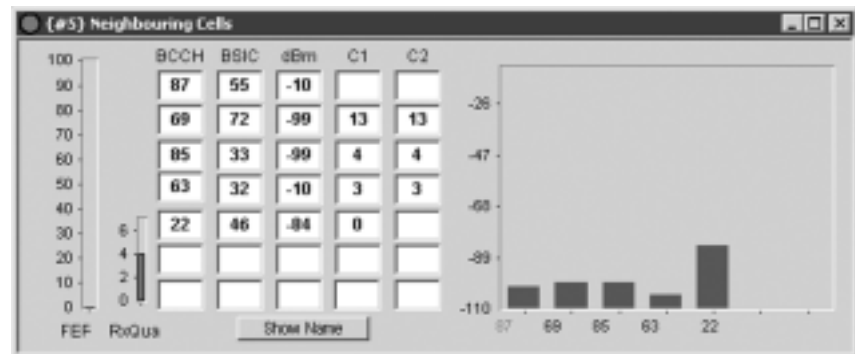 (#5) Neighbouring Cells
BCCH BSIC dBm C1 C2
87 55 -10
69 72 -99 13 13
85 33 -99 4 4
63 32 -10 3 3
22 46 -84 0
100
90
80
70
60
50
40
30
20
10
0
FEF
6
4
2
0
RxQua
Show Name
-26
-47
-68
-89
-110
87 69 85 63 22